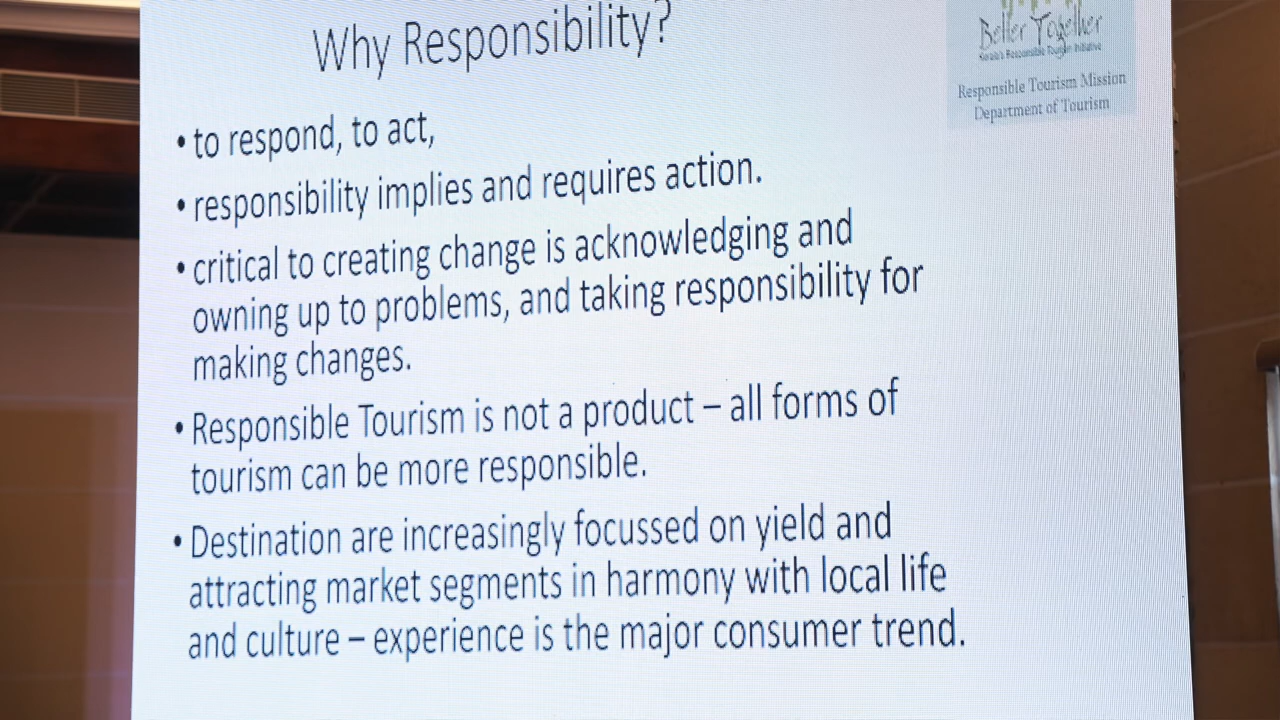 Why Responsibility?
Better Together
Kerala's Responsible Tourism Initiative
Responsible Tourism Mission
Department of Tourism
• to respond, to act,
• responsibility implies and requires action.
• critical to creating change is acknowledging and
owning up to problems, and taking responsibility for
making changes.
• Responsible Tourism is not a product – all forms of
tourism can be more responsible.
• Destination are increasingly focussed on yield and
attracting market segments in harmony with local life
and culture – experience is the major consumer trend.